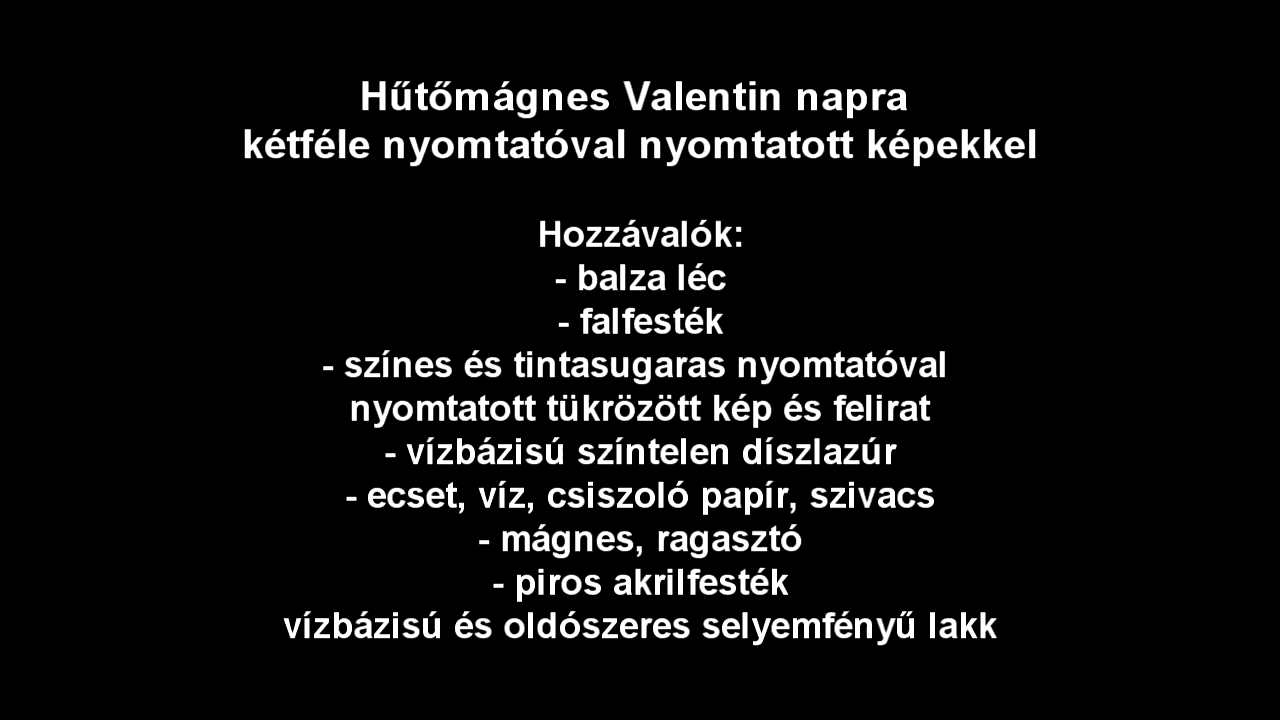 Hűtőmágnes Valentin napra
kétféle nyomtatóval nyomtatott képekkel
Hozzávalók:
- balza léc
- falfesték
- színes és tintasugaras nyomtatóval
nyomtatott tükrözött kép és felirat
- vízbázisú színtelen díszlazúr
- ecset, víz, csiszoló papír, szivacs
- mágnes, ragasztó
- piros akrilfesték
vízbázisú és oldószeres selyemfényű lakk